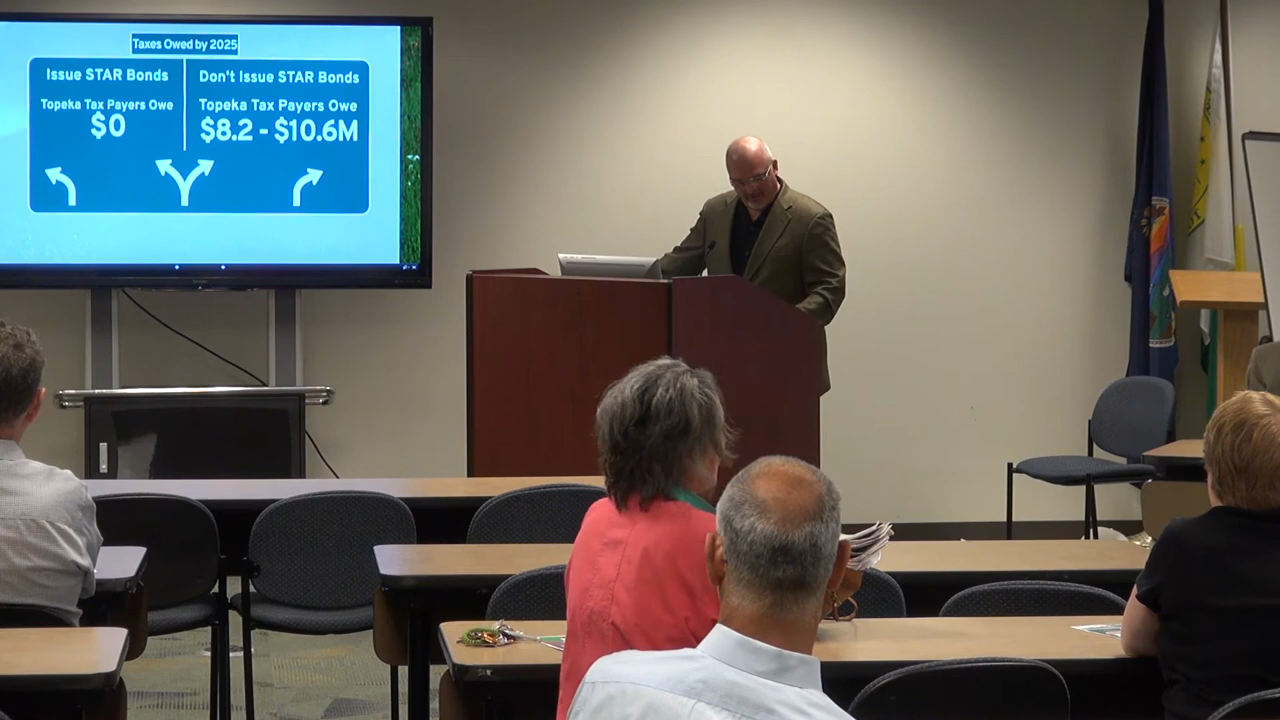 Taxes Owed by 2025
Issue STAR Bonds
Topeka Tax Payers Owe
$0
Don't Issue STAR Bonds
Topeka Tax Payers Owe
$8.2 - $10.6M